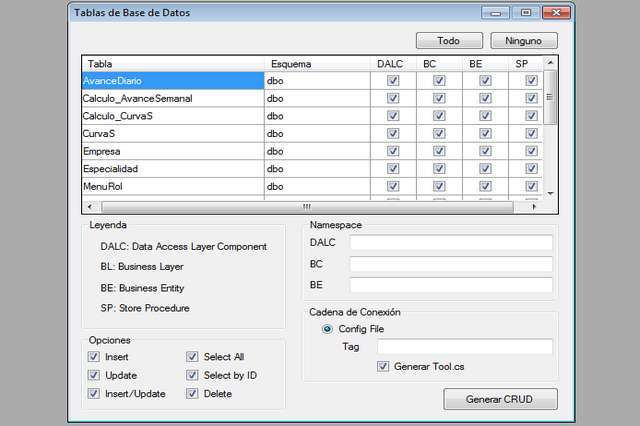 Tablas de Base de Datos
Todo Ninguno
Tabla Esquema DALC BC BE SP
AvanceDiario dbo
Calculo_AvanceSemanal dbo
Calculo_CurvaS dbo
CurvaS dbo
Empresa dbo
Especialidad dbo
MenuRol dbo
Leyenda
DALC: Data Access Layer Component
BL: Business Layer
BE: Business Entity
SP: Store Procedure
Namespace
DALC
BC
BE
Opciones
Insert Select All
Update Select by ID
Insert/Update Delete
Cadena de Conexión
Config File
Tag
Generar Tool.cs
Generar CRUD